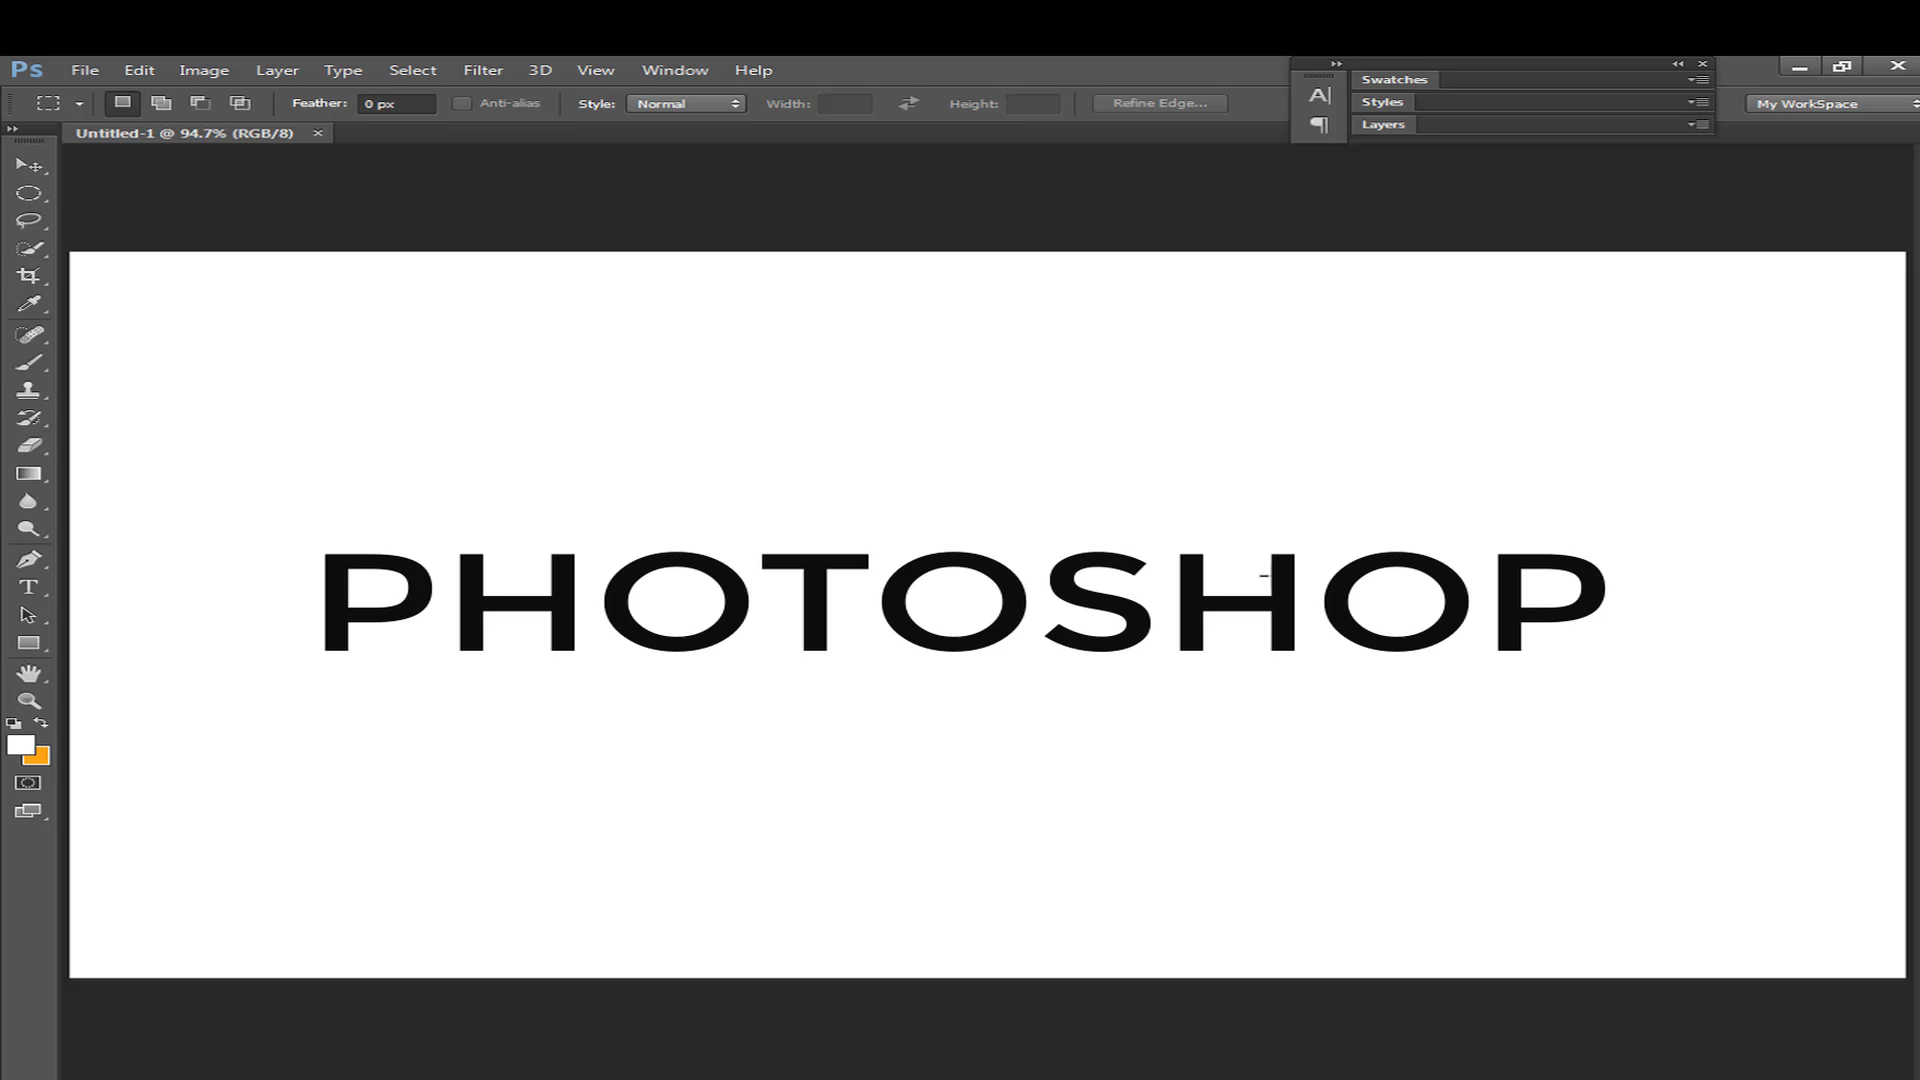 Ps File Edit Image Layer Type Select Filter 3D View Window Help
Swatches
Feather: 0 px Anti-alias Style: Normal Width: Height: Refine Edge... A| Styles My WorkSpace
Untitled-1 @ 94.7% (RGB/8) × ¶ Layers
T
PHOTOSHOP